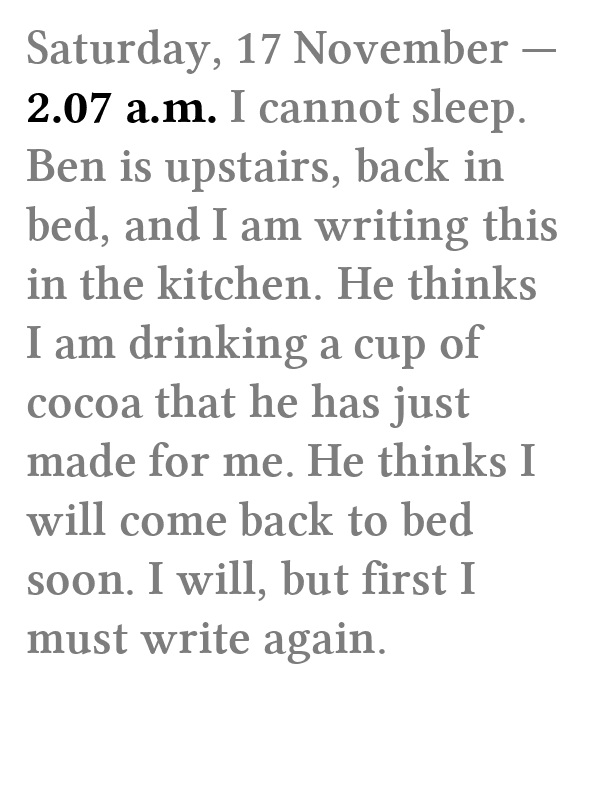 Saturday, 17 November —
2.07 a.m. I cannot sleep.
Ben is upstairs, back in
bed, and I am writing this
in the kitchen. He thinks
I am drinking a cup of
cocoa that he has just
made for me. He thinks I
will come back to bed
soon. I will, but first I
must write again.